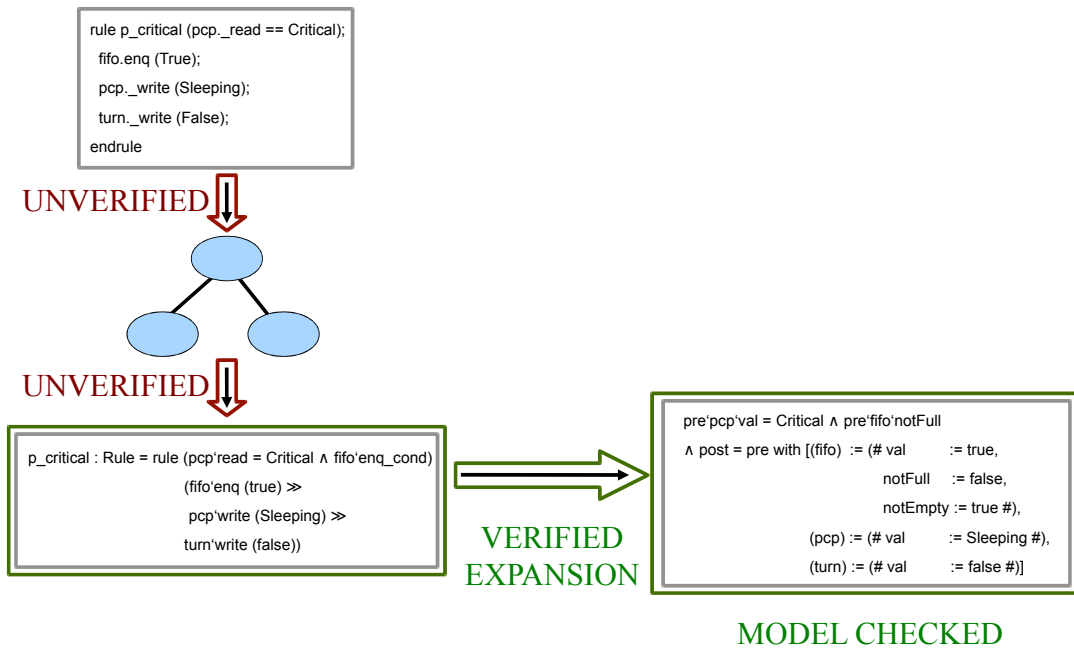 rule p_critical (pcp._read == Critical);
fifo.enq (True);
pcp._write (Sleeping);
turn._write (False);
endrule
UNVERIFIED
UNVERIFIED
p_critical : Rule = rule (pcp‘read = Critical ∧ fifo‘enq_cond)
(fifo‘enq (true) ≫
pcp‘write (Sleeping) ≫
turn‘write (false))
VERIFIED
EXPANSION
pre‘pcp‘val = Critical ∧ pre‘fifo‘notFull
∧ post = pre with [(fifo) := (# val := true,
notFull := false,
notEmpty := true #),
(pcp) := (# val := Sleeping #),
(turn) := (# val := false #)]
MODEL CHECKED